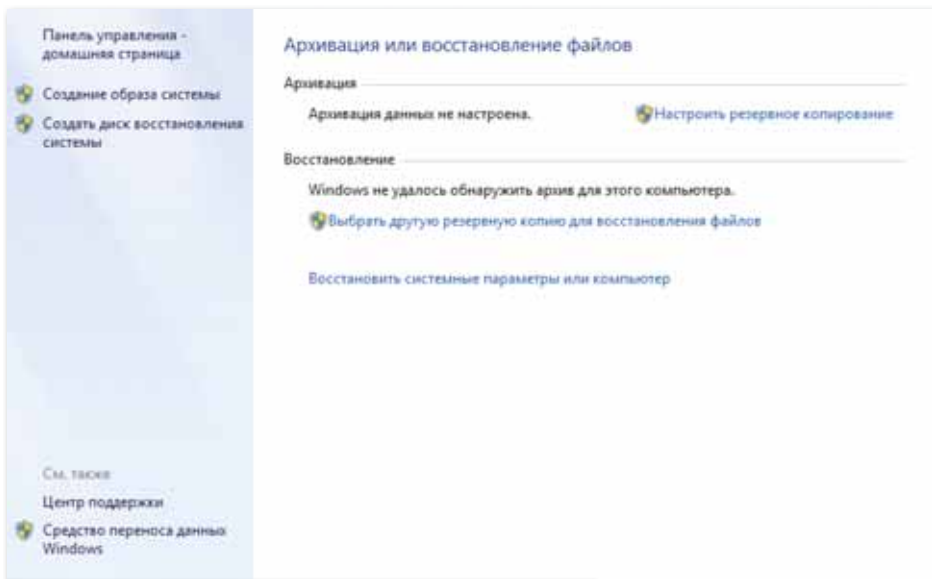 Панель управления -
домашняя страница
Создание образа системы
Создать диск восстановления
системы
Архивация или восстановление файлов
Архивация
Архивация данных не настроена.
Настроить резервное копирование
Восстановление
Windows не удалось обнаружить архив для этого компьютера.
Выбрать другую резервную копию для восстановления файлов
Восстановить системные параметры или компьютер
См. также
Центр поддержки
Средство переноса данных
Windows